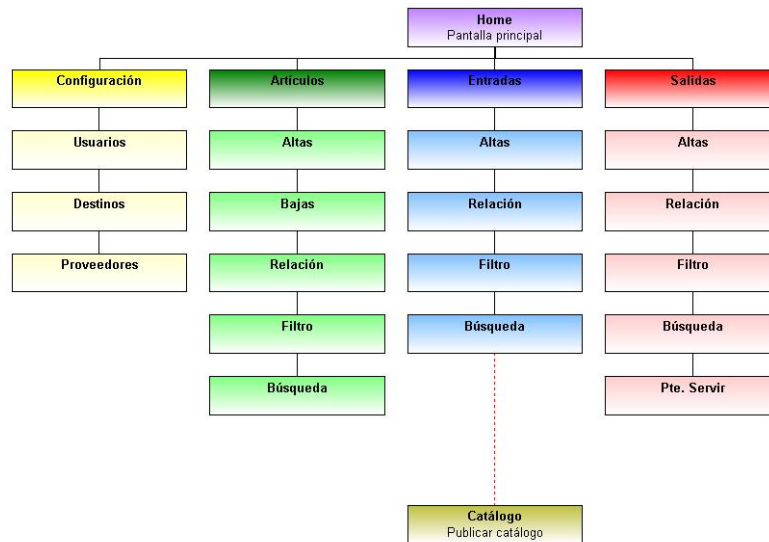 Home
Pantalla principal
Configuración
Artículos
Entradas
Salidas
Usuarios
Altas
Altas
Altas
Destinos
Bajas
Relación
Relación
Proveedores
Relación
Filtro
Filtro
Filtro
Búsqueda
Búsqueda
Búsqueda
Pte. Servir
Catálogo
Publicar catálogo